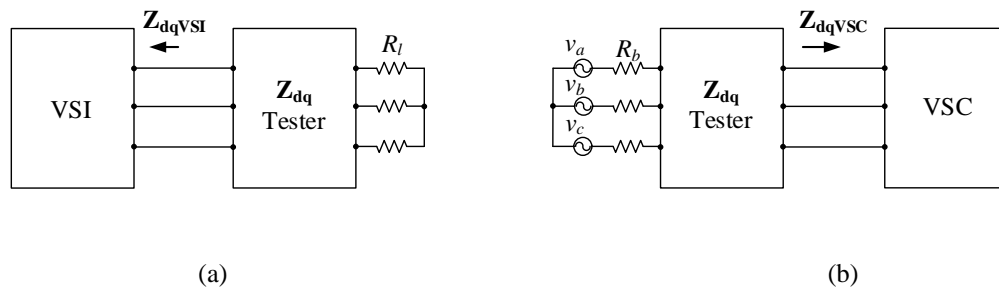 Z_dqVSI
VSI
Z_dq
Tester
R_l
v_a
v_b
v_c
R_b
Z_dq
Tester
Z_dqVSC
VSC
(a)
(b)